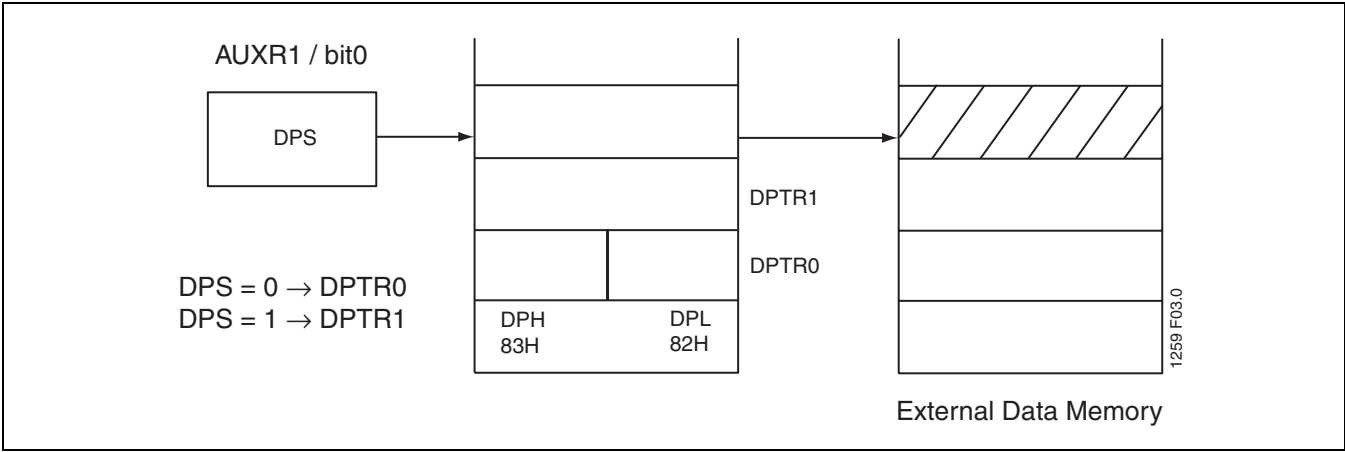 AUXR1 / bit0
DPS
DPS = 0 → DPTR0
DPS = 1 → DPTR1
DPTR1
DPTR0
DPH
83H
DPL
82H
External Data Memory
1259 F03.0